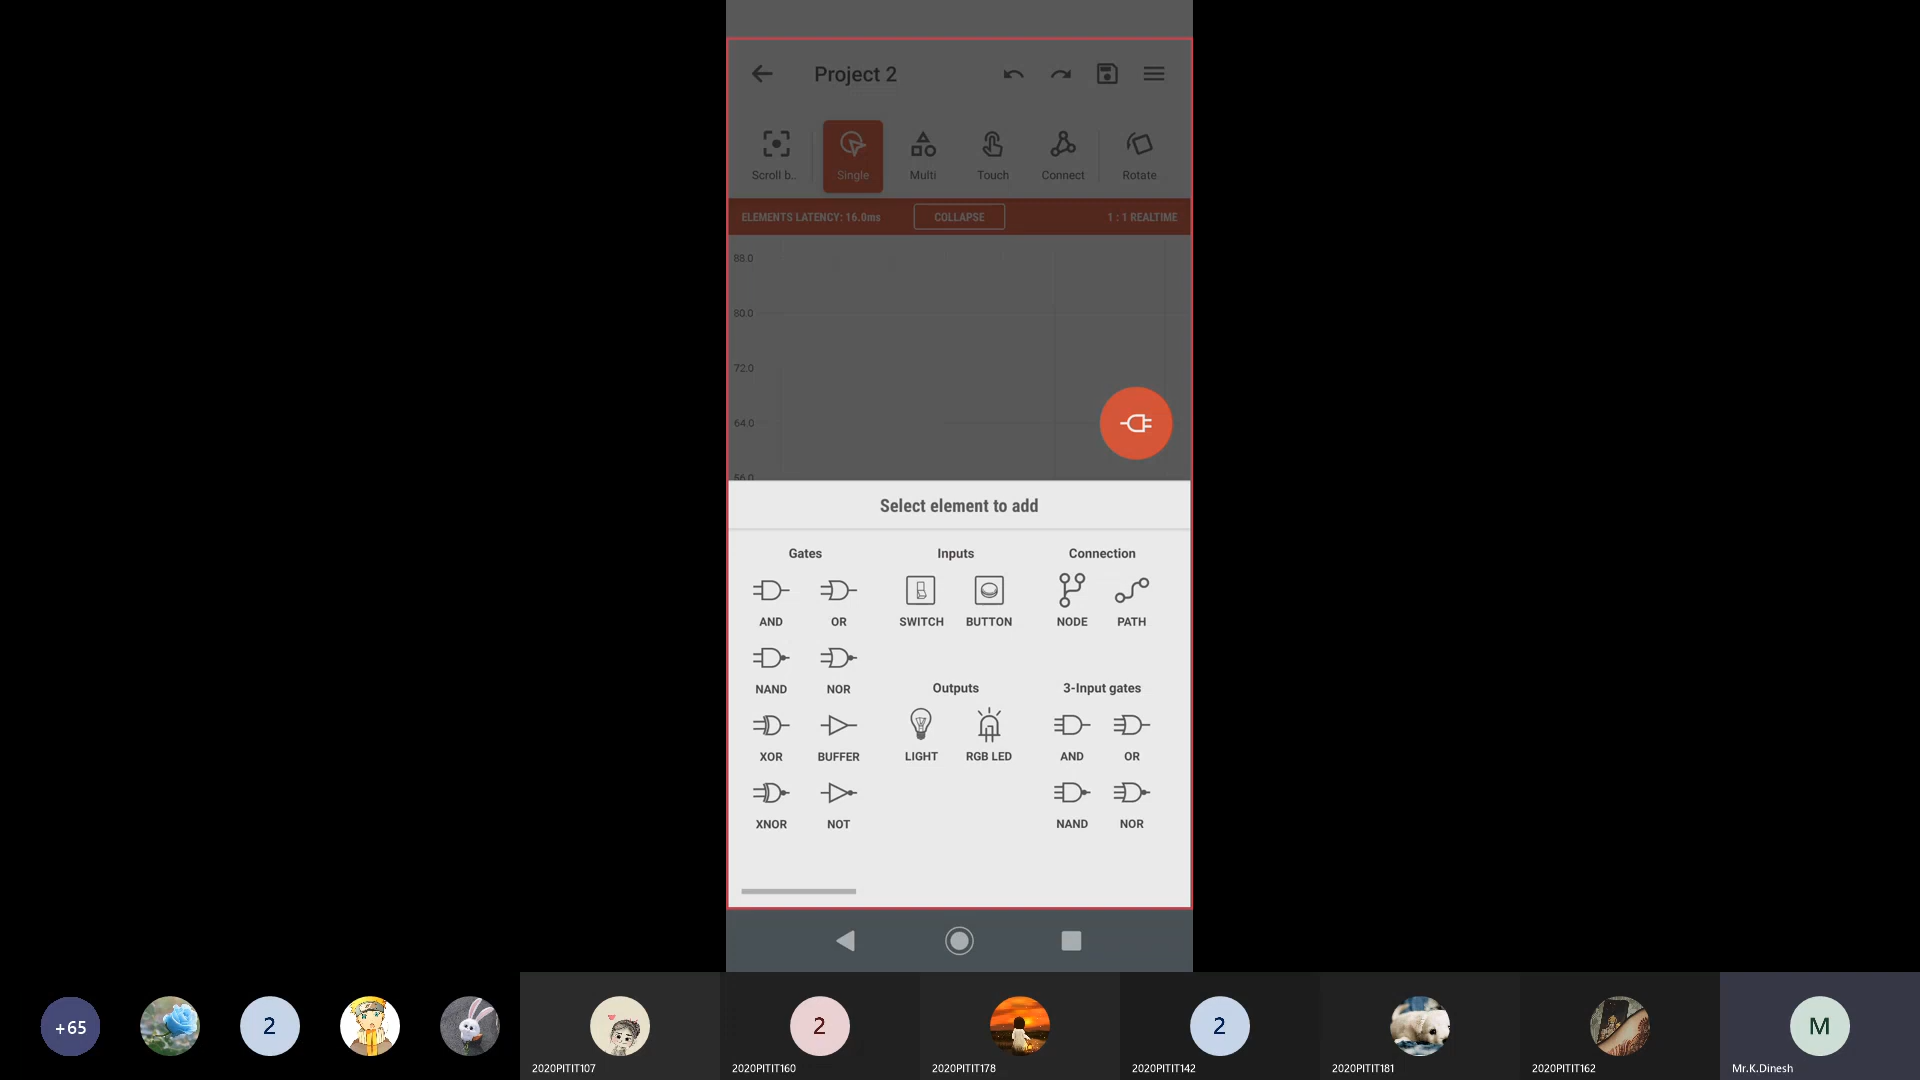 Project 2
Scroll b..
Single
Multi
Touch
Connect
Rotate
ELEMENTS LATENCY: 16.0ms
COLLAPSE
1 : 1 REALTIME
88.0
80.0
72.0
64.0
56.0
Select element to add
Gates
Inputs
Connection
AND
OR
SWITCH
BUTTON
NODE
PATH
NAND
NOR
Outputs
3-Input gates
XOR
BUFFER
LIGHT
RGB LED
AND
OR
XNOR
NOT
NAND
NOR
+65
2
2
2
M
2020PITIT107
2020PITIT160
2020PITIT178
2020PITIT142
2020PITIT181
2020PITIT162
Mr.K.Dinesh